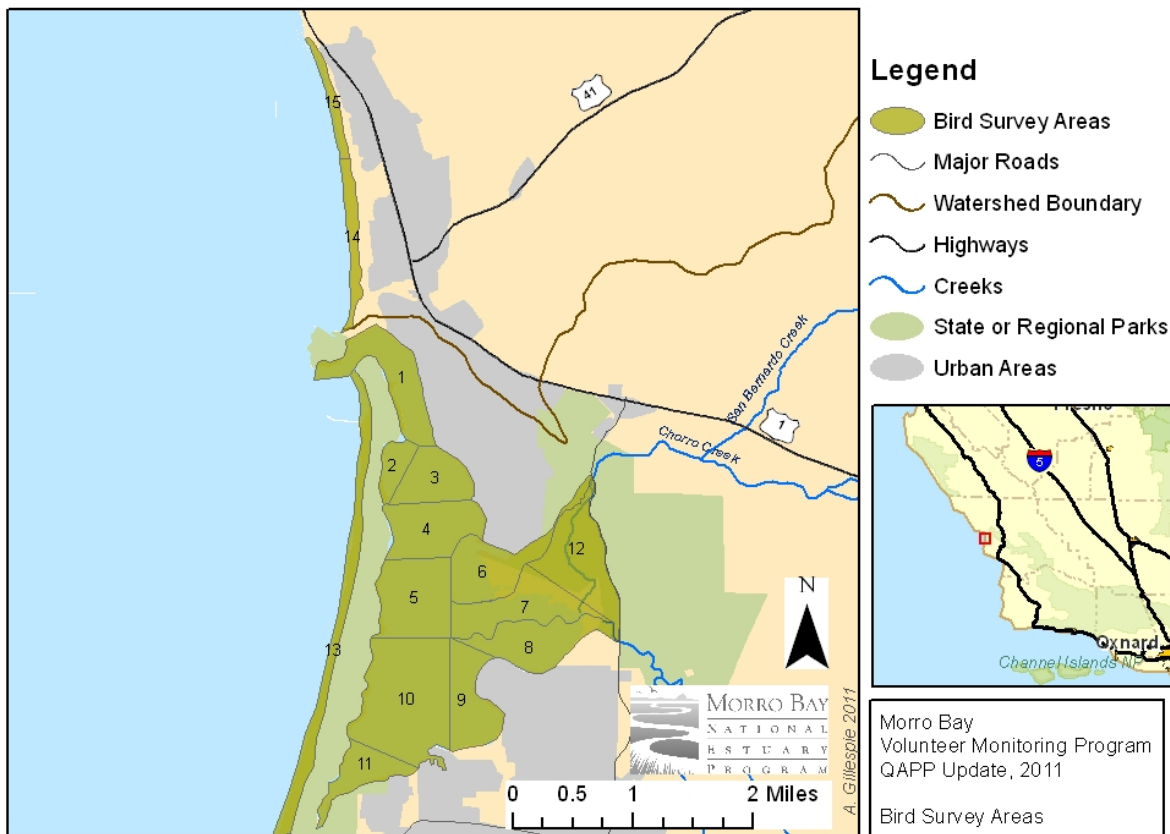 15
41
14
San Bernardo Creek
1
1
Chorro Creek
2
3
4
12
6
5
7
8
13
10
9
11
N
MORRO BAY
NATIONAL
ESTUARY
PROGRAM
A. Gillespie 2011
0 0.5 1 2 Miles
Legend
Bird Survey Areas
Major Roads
Watershed Boundary
Highways
Creeks
State or Regional Parks
Urban Areas
5
Oxnard
Channel Islands NP
Morro Bay
Volunteer Monitoring Program
QAPP Update, 2011
Bird Survey Areas